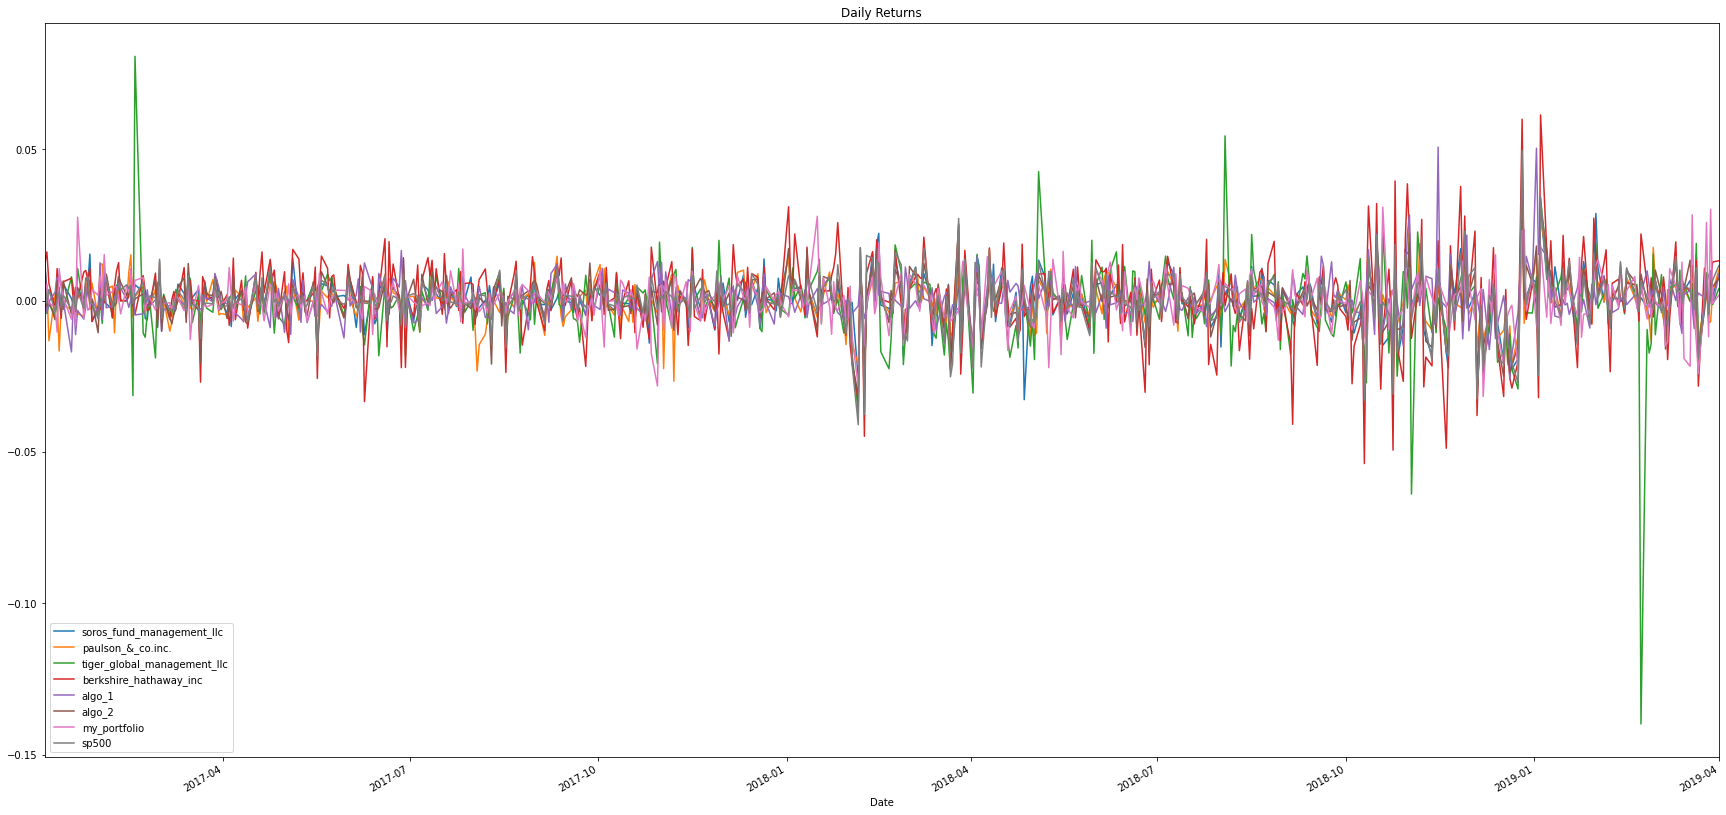 Daily Returns
0.05
0.00
−0.05
−0.10
−0.15
soros_fund_management_llc
paulson_&_co.inc.
tiger_global_management_llc
berkshire_hathaway_inc
algo_1
algo_2
my_portfolio
sp500
2017-04
2017-07
2017-10
2018-01
2018-04
2018-07
2018-10
2019-01
2019-04
Date